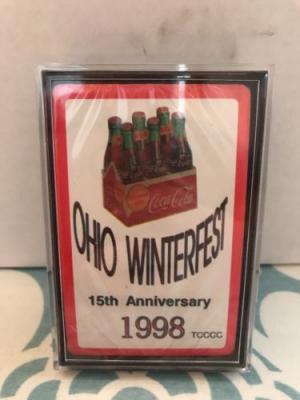 Coca-Cola
OHIO WINTERFEST
15th Anniversary
1998 TCCCC